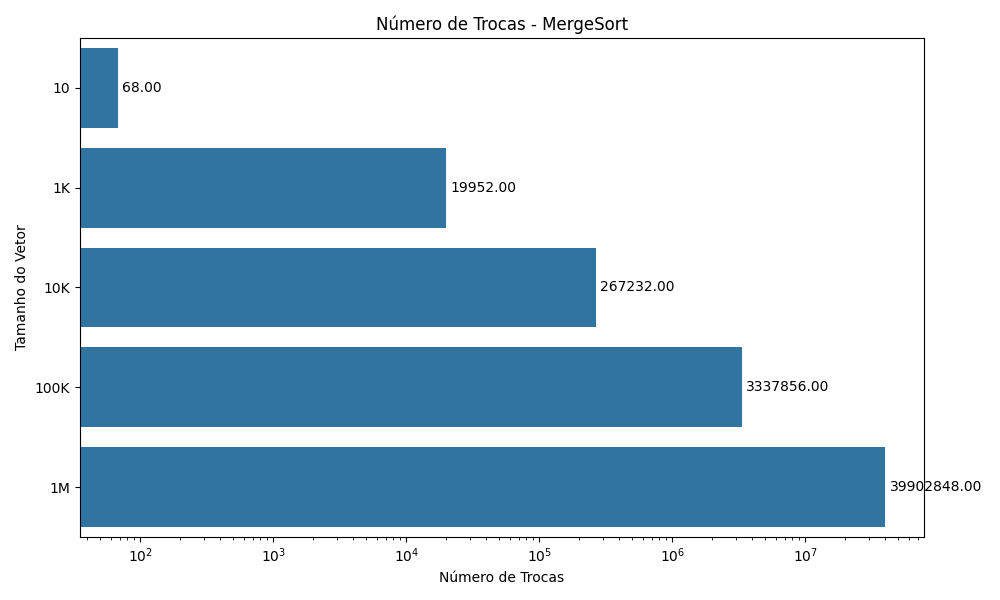 Número de Trocas - MergeSort
Tamanho do Vetor
10
68.00
1K
19952.00
10K
267232.00
100K
3337856.00
1M
39902848.00
10²
10³
10⁴
10⁵
10⁶
10⁷
Número de Trocas